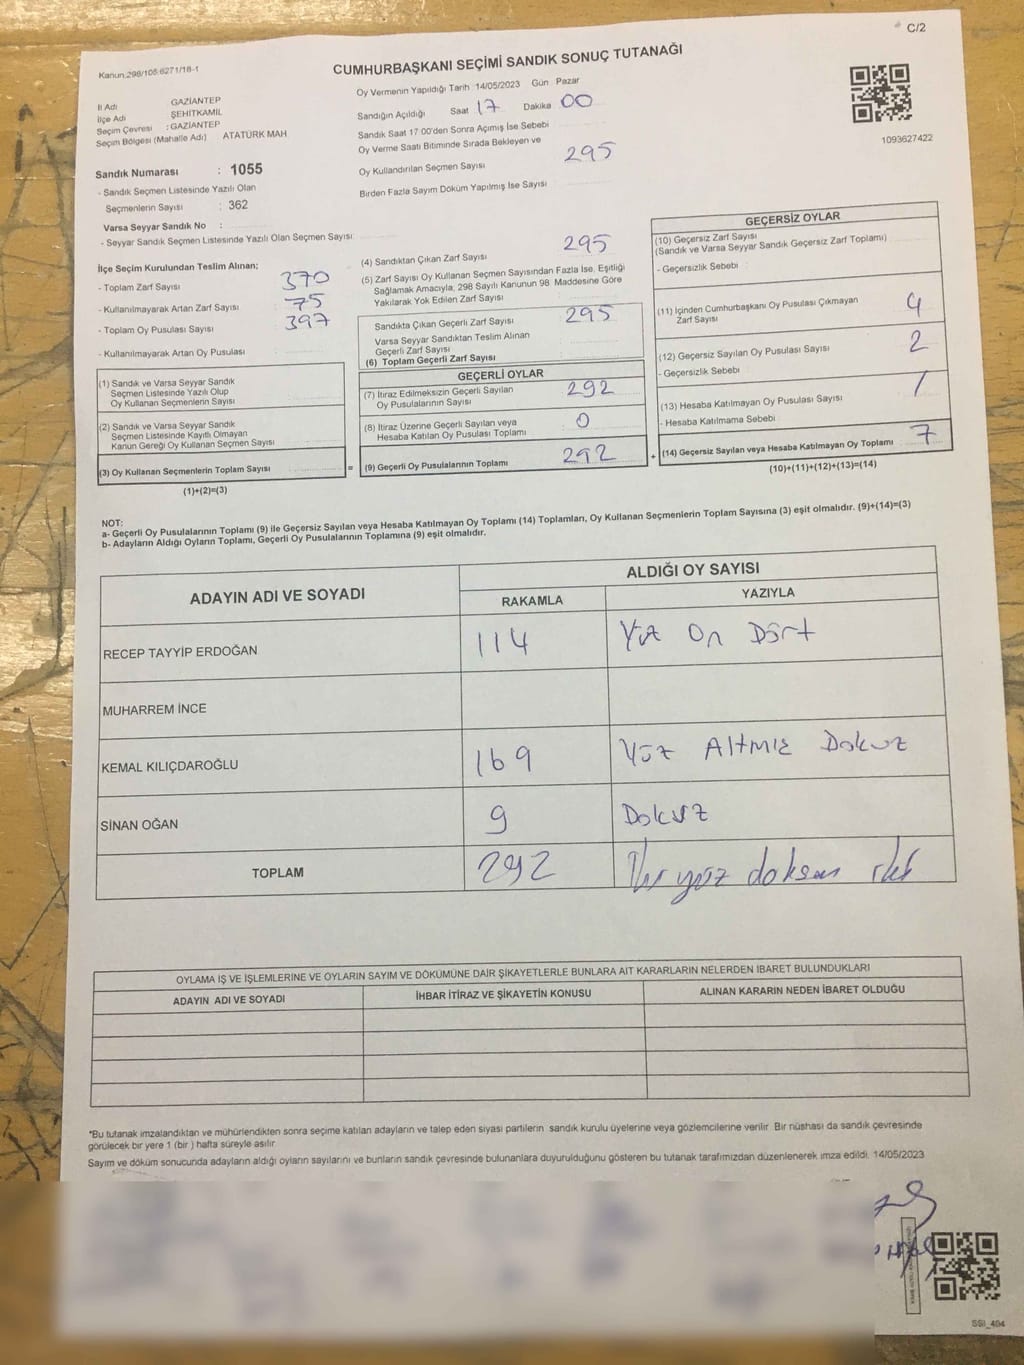 C/2
Kanun:298/105:6271/18-1
CUMHURBAŞKANI SEÇİMİ SANDIK SONUÇ TUTANAĞI
İl Adı GAZİANTEP
İlçe Adı ŞEHİTKAMİL
Seçim Çevresi : GAZİANTEP
Seçim Bölgesi (Mahalle Adı) ATATÜRK MAH
Oy Vermenin Yapıldığı Tarih 14/05/2023 Gün Pazar
Sandığın Açıldığı Saat 17 Dakika 00
Sandık Saat 17 00'den Sonra Açımış İse Sebebi
Oy Verme Saati Bitiminde Sırada Bekleyen ve
Oy Kullandırılan Seçmen Sayısı 295
Birden Fazla Sayım Döküm Yapılmış İse Sayısı
1093627422
Sandık Numarası : 1055
- Sandık Seçmen Listesinde Yazılı Olan
Seçmenlerin Sayısı : 362
Varsa Seyyar Sandık No :
- Seyyar Sandık Seçmen Listesinde Yazılı Olan Seçmen Sayısı:
İlçe Seçim Kurulundan Teslim Alınan;
- Toplam Zarf Sayısı 370
- Kullanılmayarak Artan Zarf Sayısı 75
- Toplam Oy Pusulası Sayısı 397
- Kullanılmayarak Artan Oy Pusulası
(4) Sandıktan Çıkan Zarf Sayısı 295
(5) Zarf Sayısı Oy Kullanan Seçmen Sayısından Fazla İse, Eşitliği
Sağlamak Amacıyla, 298 Sayılı Kanunun 98 Maddesine Göre
Yakılarak Yok Edilen Zarf Sayısı
Sandıkta Çıkan Geçerli Zarf Sayısı 295
Varsa Seyyar Sandıktan Teslim Alınan
Geçerli Zarf Sayısı
(6) Toplam Geçerli Zarf Sayısı
GEÇERSİZ OYLAR
(10) Geçersiz Zarf Sayısı
(Sandık ve Varsa Seyyar Sandık Geçersiz Zarf Toplamı)
- Geçersizlik Sebebi
(11) İçinden Cumhurbaşkanı Oy Pusulası Çıkmayan
Zarf Sayısı 4
(12) Geçersiz Sayılan Oy Pusulası Sayısı 2
- Geçersizlik Sebebi
(13) Hesaba Katılmayan Oy Pusulası Sayısı 1
- Hesaba Katılmama Sebebi
(14) Geçersiz Sayılan veya Hesaba Katılmayan Oy Toplamı 7
(10)+(11)+(12)+(13)=(14)
(1) Sandık ve Varsa Seyyar Sandık
Seçmen Listesinde Yazılı Olup
Oy Kullanan Seçmenlerin Sayısı
(2) Sandık ve Varsa Seyyar Sandık
Seçmen Listesinde Kayıtlı Olmayan
Kanun Gereği Oy Kullanan Seçmen Sayısı
(3) Oy Kullanan Seçmenlerin Toplam Sayısı =
(1)+(2)=(3)
GEÇERLİ OYLAR
(7) İtiraz Edilmeksizin Geçerli Sayılan
Oy Pusulalarının Sayısı 292
(8) İtiraz Üzerine Geçerli Sayılan veya
Hesaba Katılan Oy Pusulası Toplamı 0
(9) Geçerli Oy Pusulalarının Toplamı 292 +
NOT:
a- Geçerli Oy Pusulalarının Toplamı (9) ile Geçersiz Sayılan veya Hesaba Katılmayan Oy Toplamı (14) Toplamları, Oy Kullanan Seçmenlerin Toplam Sayısına (3) eşit olmalıdır. (9)+(14)=(3)
b- Adayların Aldığı Oyların Toplamı, Geçerli Oy Pusulalarının Toplamına (9) eşit olmalıdır.
ADAYIN ADI VE SOYADI
ALDIĞI OY SAYISI
RAKAMLA YAZIYLA
RECEP TAYYİP ERDOĞAN 114 Yüz On Dört
MUHARREM İNCE
KEMAL KILIÇDAROĞLU 169 Yüz Altmız Dokuz
SİNAN OĞAN 9 Dokuz
TOPLAM 292 İki yüz doksan iki
OYLAMA İŞ VE İŞLEMLERİNE VE OYLARIN SAYIM VE DÖKÜMÜNE DAİR ŞİKAYETLERLE BUNLARA AİT KARARLARIN NELERDEN İBARET BULUNDUKLARI
ADAYIN ADI VE SOYADI İHBAR İTİRAZ VE ŞİKAYETİN KONUSU ALINAN KARARIN NEDEN İBARET OLDUĞU
*Bu tutanak imzalandıktan ve mühürlendikten sonra seçime katılan adayların ve talep eden siyasi partilerin sandık kurulu üyelerine veya gözlemcilerine verilir Bir nüshası da sandık çevresinde
görülecek bir yere 1 (bir ) hafta süreyle asılır
Sayım ve döküm sonucunda adayların aldığı oyların sayılarını ve bunların sandık çevresinde bulunanlara duyurulduğunu gösteren bu tutanak tarafımızdan düzenlenerek imza edildi. 14/05/2023
SSI_404